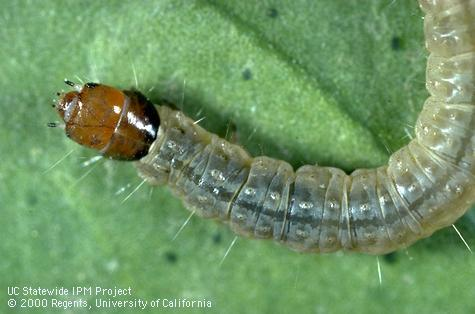 UC Statewide IPM Project
© 2000 Regents, University of California